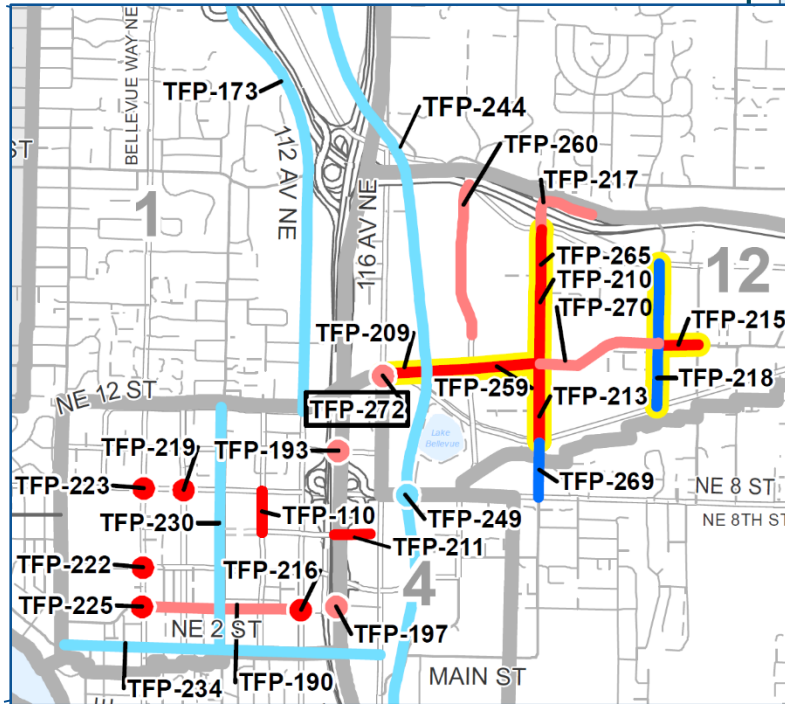 BELLEVUE WAY NE
TFP-173
TFP-244
TFP-260
ST
TFP-217
112 AV NE
1
116 AV NE
TFP-265
12
TFP-210
TFP-270
TFP-215
TFP-209
TFP-259
TFP-218
NE 12 ST
TFP-272
TFP-213
TFP-219
TFP-193
Lake
Bellevue
TFP-223
TFP-269
NE 8 ST
TFP-230
TFP-110
TFP-249
NE 8TH ST
TFP-211
TFP-222
TFP-216
4
TFP-225
NE 2 ST
TFP-197
MAIN ST
TFP-234
TFP-190